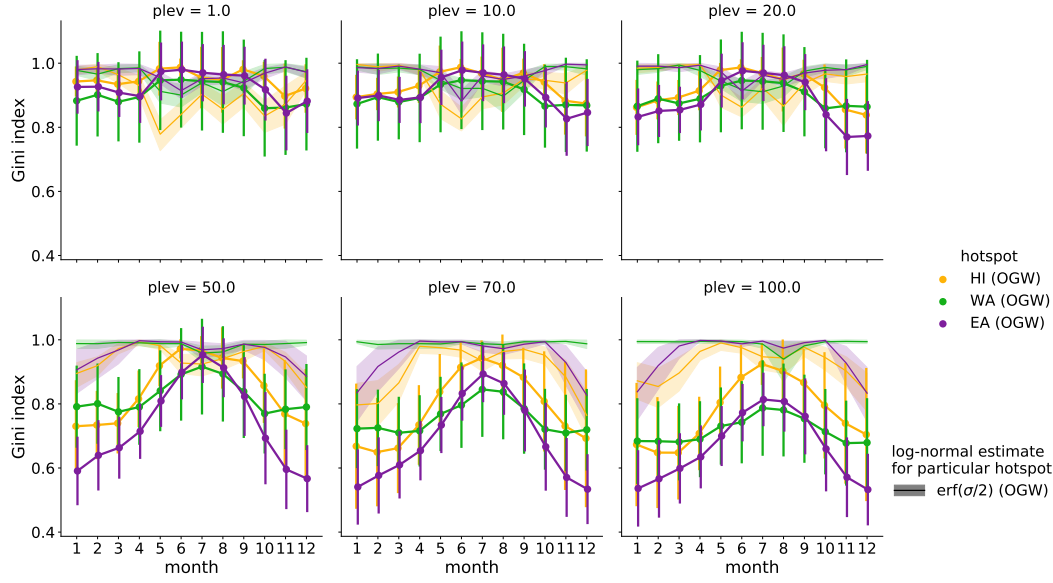 plev = 1.0
plev = 10.0
plev = 20.0
1.0
0.8
0.6
0.4
Gini index
plev = 50.0
plev = 70.0
plev = 100.0
1.0
0.8
0.6
0.4
Gini index
1 2 3 4 5 6 7 8 9 10 11 12
1 2 3 4 5 6 7 8 9 10 11 12
1 2 3 4 5 6 7 8 9 10 11 12
month
month
month
hotspot
HI (OGW)
WA (OGW)
EA (OGW)
log-normal estimate
for particular hotspot
erf(σ/2) (OGW)